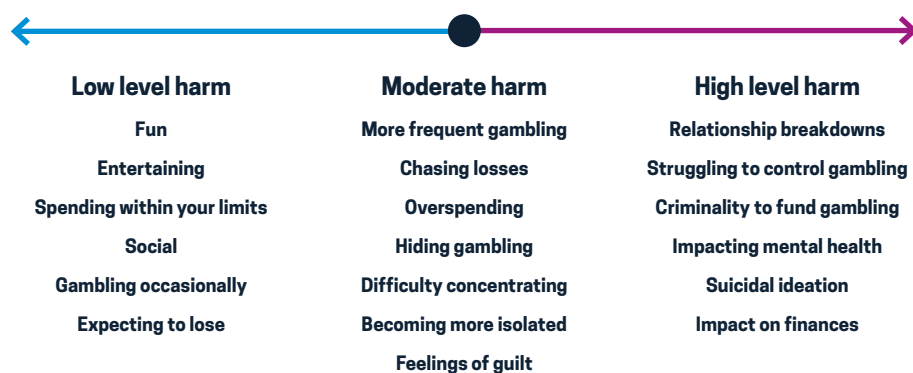 Low level harm
Fun
Entertaining
Spending within your limits
Social
Gambling occasionally
Expecting to lose
Moderate harm
More frequent gambling
Chasing losses
Overspending
Hiding gambling
Difficulty concentrating
Becoming more isolated
Feelings of guilt
High level harm
Relationship breakdowns
Struggling to control gambling
Criminality to fund gambling
Impacting mental health
Suicidal ideation
Impact on finances